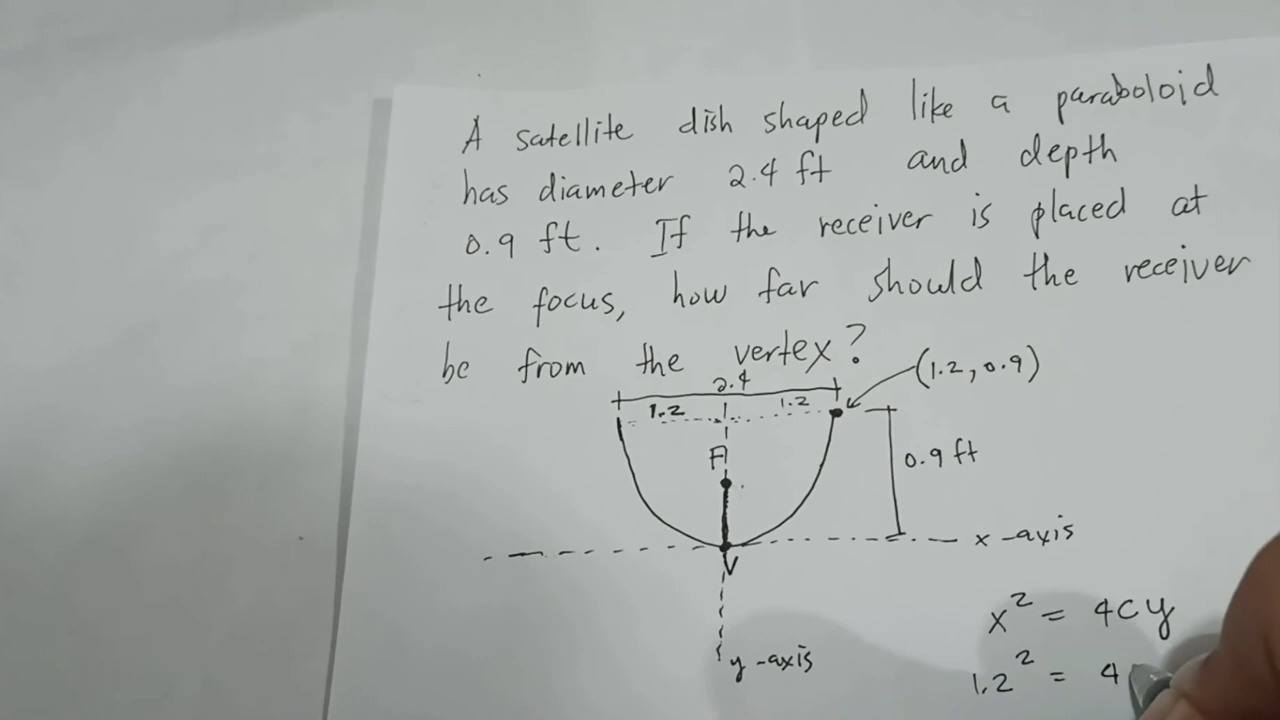 A satellite dish shaped like a paraboloid
has diameter 2.4 ft and depth
0.9 ft. If the receiver is placed at
the focus, how far should the receiver
be from the vertex?
2.4
(1.2, 0.9)
1.2 1.2
F
0.9 ft
x-axis
V
x² = 4cy
y-axis
1.2² = 4